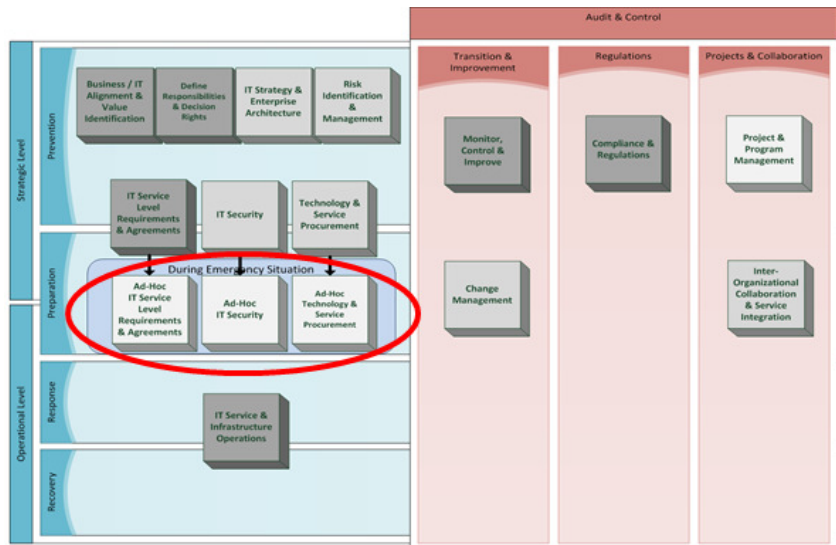 Audit & Control
Transition &
Improvement
Regulations
Projects & Collaboration
Strategic Level
Operational Level
Prevention
Preparation
Response
Recovery
Business / IT
Alignment &
Value
Identification
Define
Responsibilities
& Decision
Rights
IT Strategy &
Enterprise
Architecture
Risk
Identification
&
Management
IT Service
Level
Requirements
& Agreements
IT Security
Technology &
Service
Procurement
During Emergency Situation
Ad-Hoc
IT Service
Level
Requirements
& Agreements
Ad-Hoc
IT Security
Ad-Hoc
Technology &
Service
Procurement
IT Service &
Infrastructure
Operations
Monitor,
Control &
Improve
Compliance &
Regulations
Project &
Program
Management
Change
Management
Inter-
Organizational
Collaboration
& Service
Integration